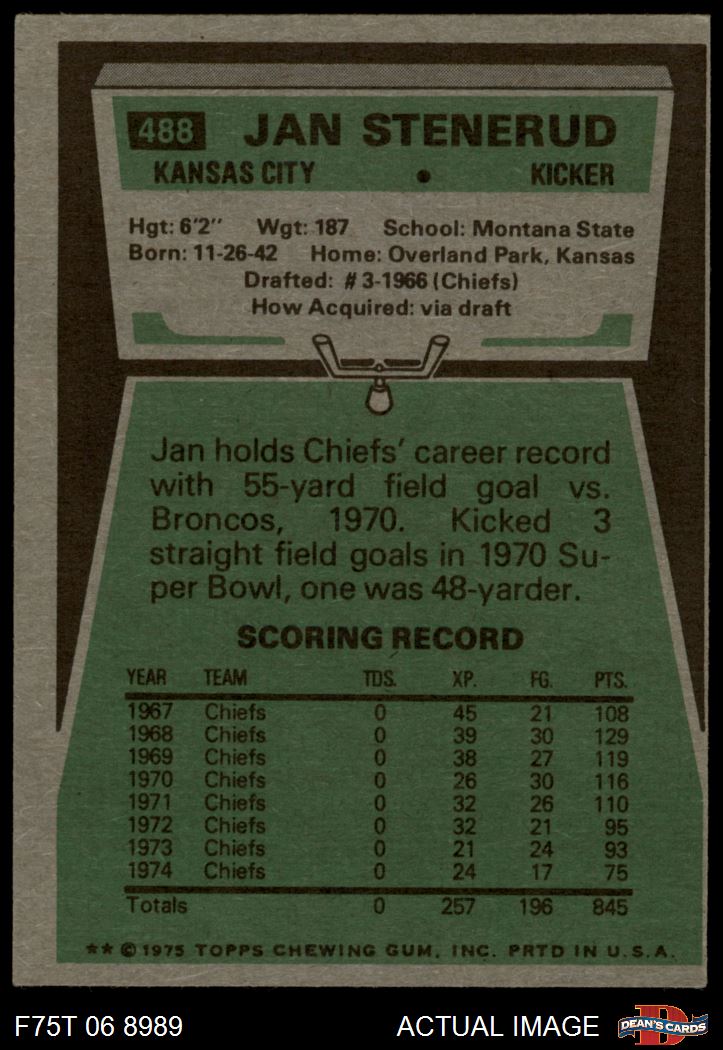 488 JAN STENERUD
KANSAS CITY • KICKER
Hgt: 6'2" Wgt: 187 School: Montana State
Born: 11-26-42 Home: Overland Park, Kansas
Drafted: #3-1966 (Chiefs)
How Acquired: via draft
Jan holds Chiefs' career record
with 55-yard field goal vs.
Broncos, 1970. Kicked 3
straight field goals in 1970 Su-
per Bowl, one was 48-yarder.
SCORING RECORD
YEAR TEAM TDS. XP. FG. PTS.
1967 Chiefs 0 45 21 108
1968 Chiefs 0 39 30 129
1969 Chiefs 0 38 27 119
1970 Chiefs 0 26 30 116
1971 Chiefs 0 32 26 110
1972 Chiefs 0 32 21 95
1973 Chiefs 0 21 24 93
1974 Chiefs 0 24 17 75
Totals 0 257 196 845
** © 1975 TOPPS CHEWING GUM, INC. PRTD IN U.S.A.
F75T 06 8989 ACTUAL IMAGE D DEAN'S CARDS